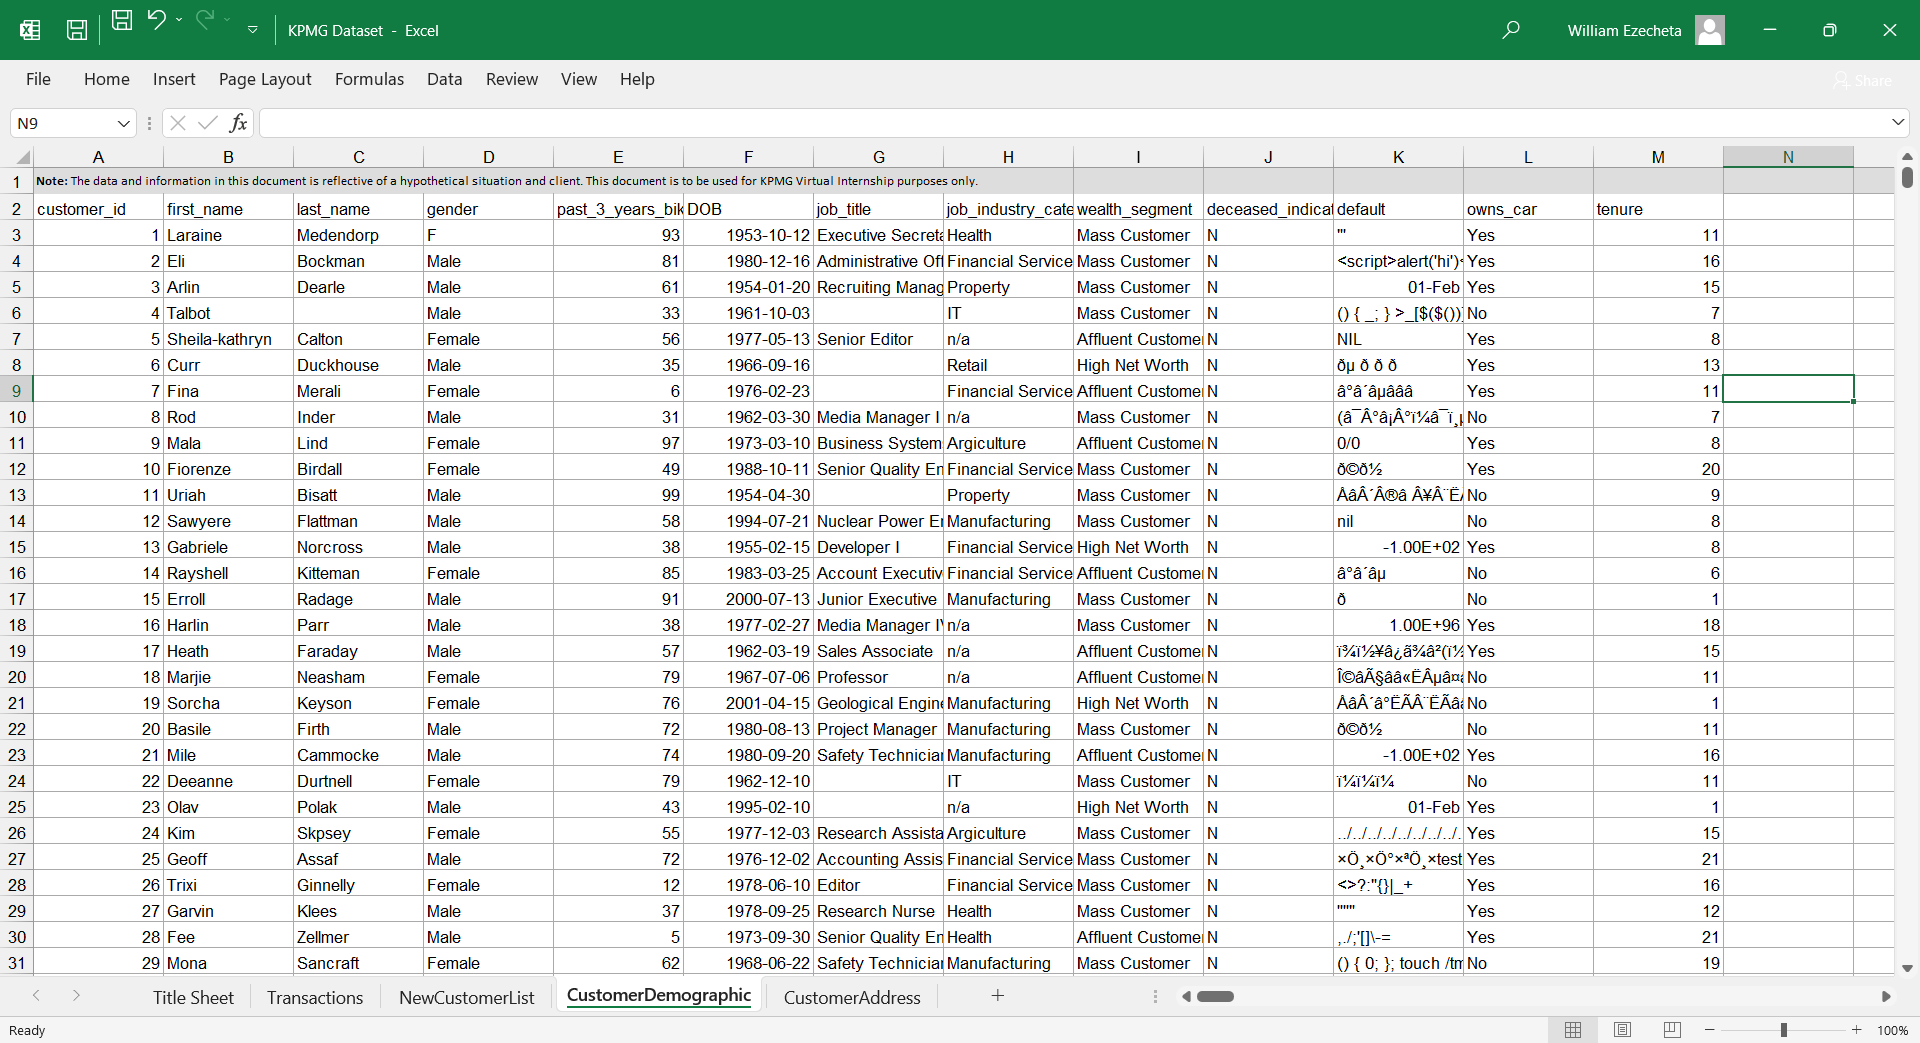 KPMG Dataset - Excel
William Ezecheta
File Home Insert Page Layout Formulas Data Review View Help
Share
N9
fx
A B C D E F G H I J K L M N
1 Note: The data and information in this document is reflective of a hypothetical situation and client. This document is to be used for KPMG Virtual Internship purposes only.
2 customer_id first_name last_name gender past_3_years_bik DOB job_title job_industry_cate wealth_segment deceased_indicat default owns_car tenure
3 1 Laraine Medendorp F 93 1953-10-12 Executive Secreta Health Mass Customer N "' Yes 11
4 2 Eli Bockman Male 81 1980-12-16 Administrative Off Financial Service Mass Customer N <script>alert('hi')< Yes 16
5 3 Arlin Dearle Male 61 1954-01-20 Recruiting Manag Property Mass Customer N 01-Feb Yes 15
6 4 Talbot Male 33 1961-10-03 IT Mass Customer N () { _; } >_[$($())] No 7
7 5 Sheila-kathryn Calton Female 56 1977-05-13 Senior Editor n/a Affluent Customer N NIL Yes 8
8 6 Curr Duckhouse Male 35 1966-09-16 Retail High Net Worth N ðµ ð ð ð Yes 13
9 7 Fina Merali Female 6 1976-02-23 Financial Service Affluent Customer N â°â´âµâââ Yes 11
10 8 Rod Inder Male 31 1962-03-30 Media Manager I n/a Mass Customer N No 7
11 9 Mala Lind Female 97 1973-03-10 Business System Argiculture Affluent Customer N 0/0 Yes 8
12 10 Fiorenze Birdall Female 49 1988-10-11 Senior Quality En Financial Service Mass Customer N ð©ð½ Yes 20
13 11 Uriah Bisatt Male 99 1954-04-30 Property Mass Customer N No 9
14 12 Sawyere Flattman Male 58 1994-07-21 Nuclear Power En Manufacturing Mass Customer N nil No 8
15 13 Gabriele Norcross Male 38 1955-02-15 Developer I Financial Service High Net Worth N -1.00E+02 Yes 8
16 14 Rayshell Kitteman Female 85 1983-03-25 Account Executiv Financial Service Affluent Customer N â°â´âµ No 6
17 15 Erroll Radage Male 91 2000-07-13 Junior Executive Manufacturing Mass Customer N ð No 1
18 16 Harlin Parr Male 38 1977-02-27 Media Manager IV n/a Mass Customer N 1.00E+96 Yes 18
19 17 Heath Faraday Male 57 1962-03-19 Sales Associate n/a Affluent Customer N Yes 15
20 18 Marjie Neasham Female 79 1967-07-06 Professor n/a Affluent Customer N No 11
21 19 Sorcha Keyson Female 76 2001-04-15 Geological Engine Manufacturing High Net Worth N No 1
22 20 Basile Firth Male 72 1980-08-13 Project Manager Manufacturing Mass Customer N ð©ð½ No 11
23 21 Mile Cammocke Male 74 1980-09-20 Safety Technician Manufacturing Affluent Customer N -1.00E+02 Yes 16
24 22 Deeanne Durtnell Female 79 1962-12-10 IT Mass Customer N ï¼ï¼ï¼ No 11
25 23 Olav Polak Male 43 1995-02-10 n/a High Net Worth N 01-Feb Yes 1
26 24 Kim Skpsey Female 55 1977-12-03 Research Assista Argiculture Mass Customer N ../../../../../../../../. Yes 15
27 25 Geoff Assaf Male 72 1976-12-02 Accounting Assis Financial Service Mass Customer N ×Ö¸×Ö°×ªÖ¸×test Yes 21
28 26 Trixi Ginnelly Female 12 1978-06-10 Editor Financial Service Mass Customer N <>?:"{}|_+ Yes 16
29 27 Garvin Klees Male 37 1978-09-25 Research Nurse Health Mass Customer N """" Yes 12
30 28 Fee Zellmer Male 5 1973-09-30 Senior Quality En Health Affluent Customer N ,./;'[]\-= Yes 21
31 29 Mona Sancraft Female 62 1968-06-22 Safety Technician Manufacturing Mass Customer N () { 0; }; touch /tm No 19
Title Sheet Transactions NewCustomerList CustomerDemographic CustomerAddress
Ready
100%